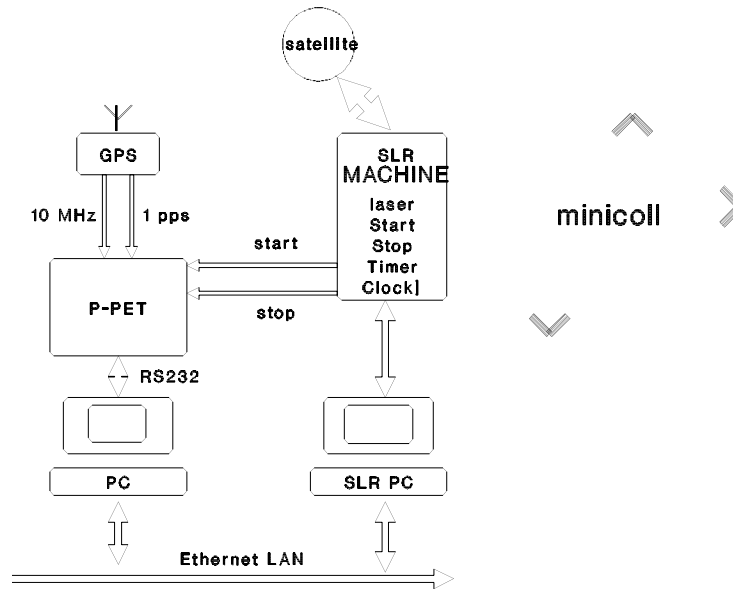 satellite
GPS
SLR
MACHINE
laser
Start
Stop
Timer
Clock]
10 MHz
1 pps
start
stop
minicoll
P-PET
RS232
PC
SLR PC
Ethernet LAN